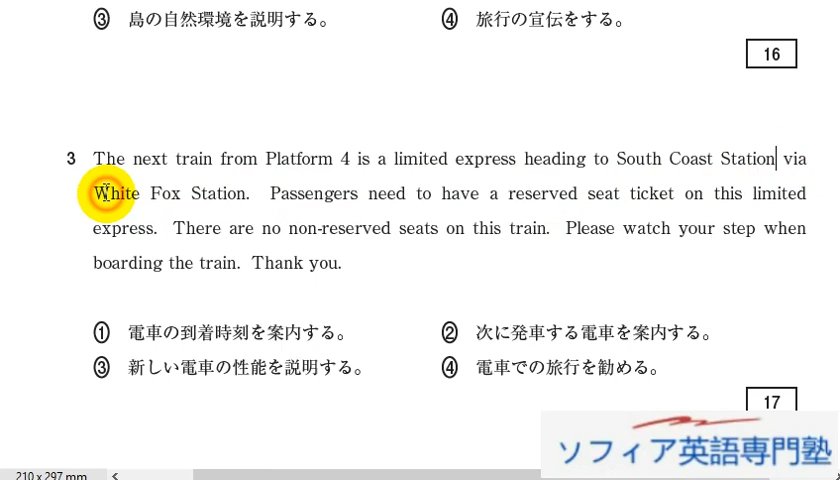 ③ 島の自然環境を説明する。 ④ 旅行の宣伝をする。
16
3 The next train from Platform 4 is a limited express heading to South Coast Station via
White Fox Station. Passengers need to have a reserved seat ticket on this limited
express. There are no non-reserved seats on this train. Please watch your step when
boarding the train. Thank you.
① 電車の到着時刻を案内する。 ② 次に発車する電車を案内する。
③ 新しい電車の性能を説明する。 ④ 電車での旅行を勧める。
17
ソフィア英語専門塾
210 x 297 mm